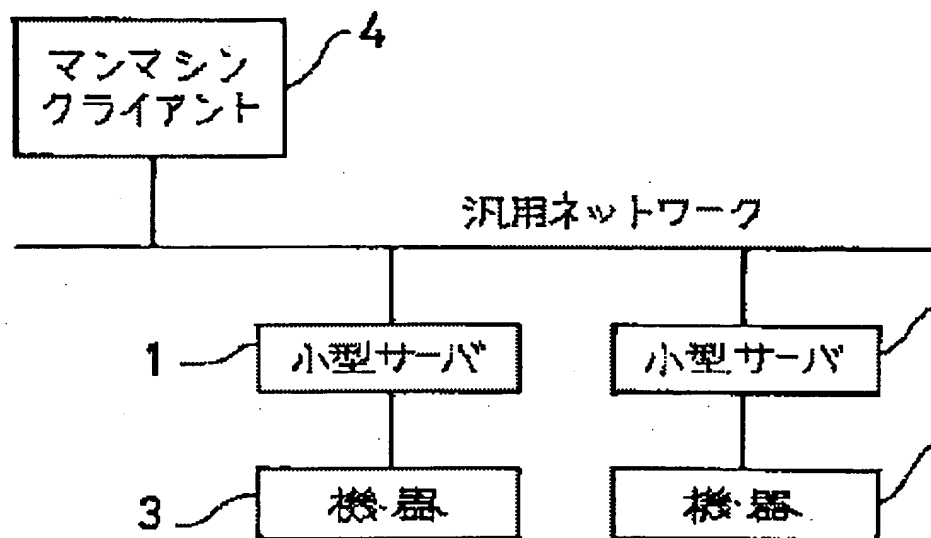 マンマシン
クライアント
4
汎用ネットワーク
1
小型サーバ
小型サーバ
3
機器
機器